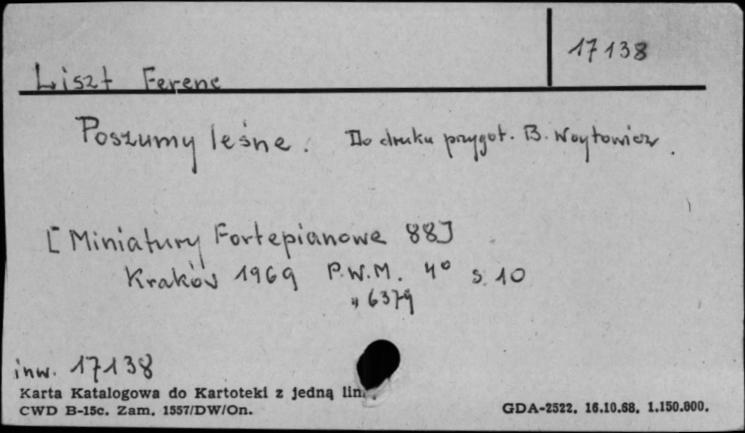 17138
Liszt Ferenc
Poszumy leśne. Do druku przygot. B. Woytowicz.
[Miniatury Fortepianowe 88]
Kraków 1969 P.W.M. 4° s. 10
" 6379
inw. 17138
Karta Katalogowa do Kartoteki z jedną lin
CWD B-15c. Zam. 1557/DW/On.
GDA-2522. 16.10.68. 1.150.000.